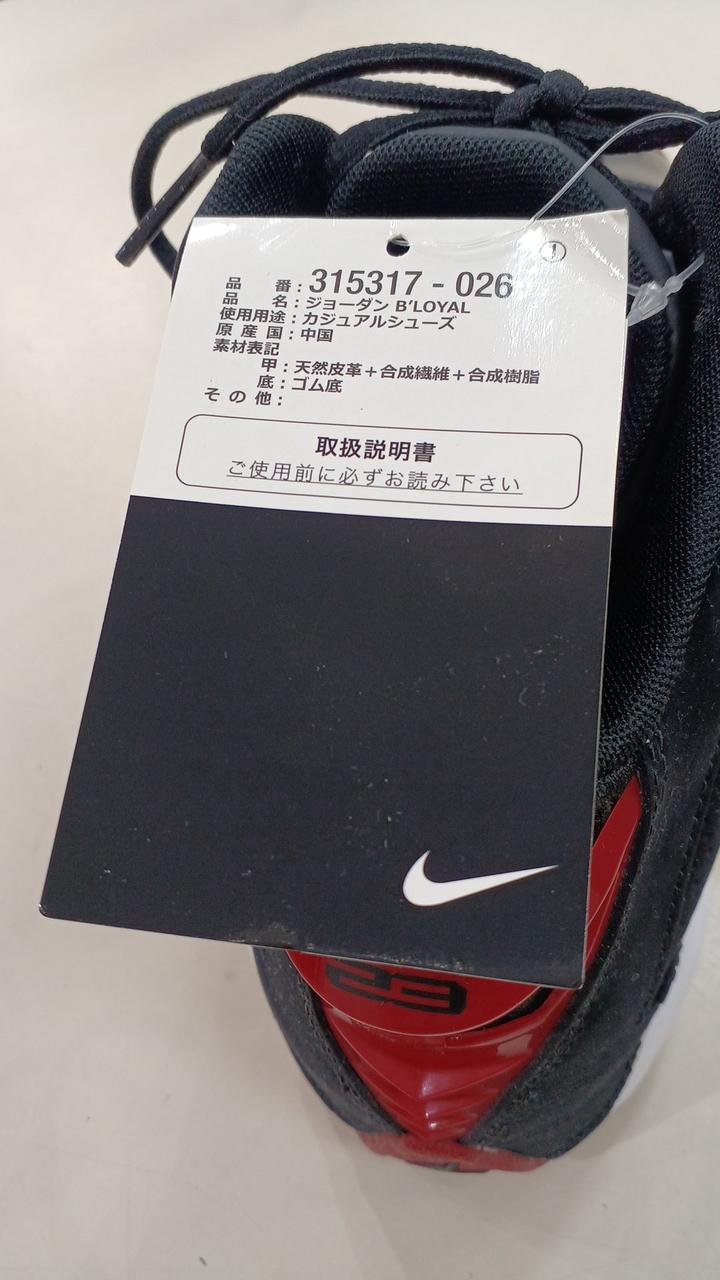 ①
品 番：315317 - 026
品 名：ジョーダン B'LOYAL
使用用途：カジュアルシューズ
原 産 国：中国
素材表記
甲：天然皮革＋合成繊維＋合成樹脂
底：ゴム底
そ の 他：
取扱説明書
ご使用前に必ずお読み下さい
23